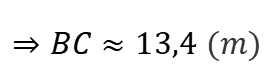 ⇒ BC ≈ 13,4 (m)